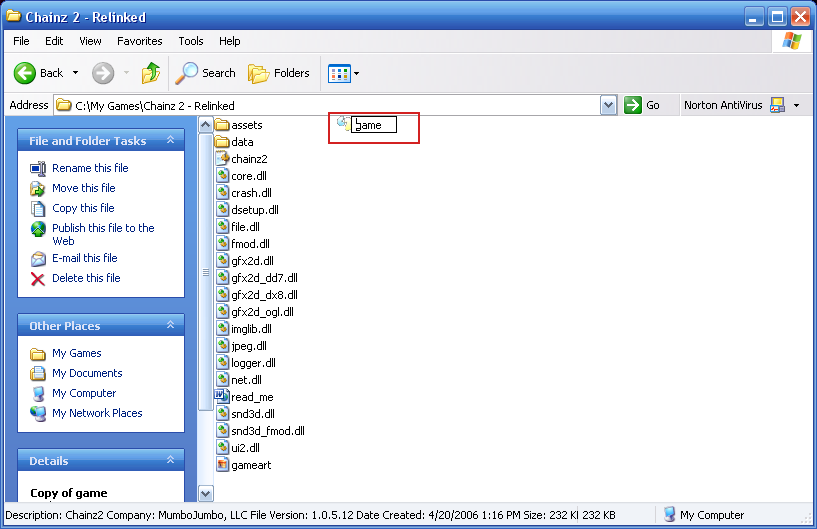 Chainz 2 - Relinked
File Edit View Favorites Tools Help
Back Search Folders
Address C:\My Games\Chainz 2 - Relinked Go Norton AntiVirus
File and Folder Tasks
Rename this file
Move this file
Copy this file
Publish this file to the
Web
E-mail this file
Delete this file
Other Places
My Games
My Documents
My Computer
My Network Places
Details
Copy of game
assets
data
chainz2
core.dll
crash.dll
dsetup.dll
file.dll
fmod.dll
gfx2d.dll
gfx2d_dd7.dll
gfx2d_dx8.dll
gfx2d_ogl.dll
imglib.dll
jpeg.dll
logger.dll
net.dll
read_me
snd3d.dll
snd3d_fmod.dll
ui2.dll
gameart
game
Description: Chainz2 Company: MumboJumbo, LLC File Version: 1.0.5.12 Date Created: 4/20/2006 1:16 PM Size: 232 KI 232 KB My Computer